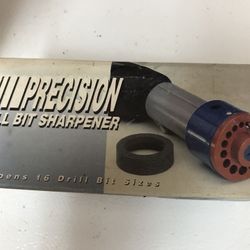 PRECISION
LL BIT SHARPENER
pens 16 Drill Bit Sizes